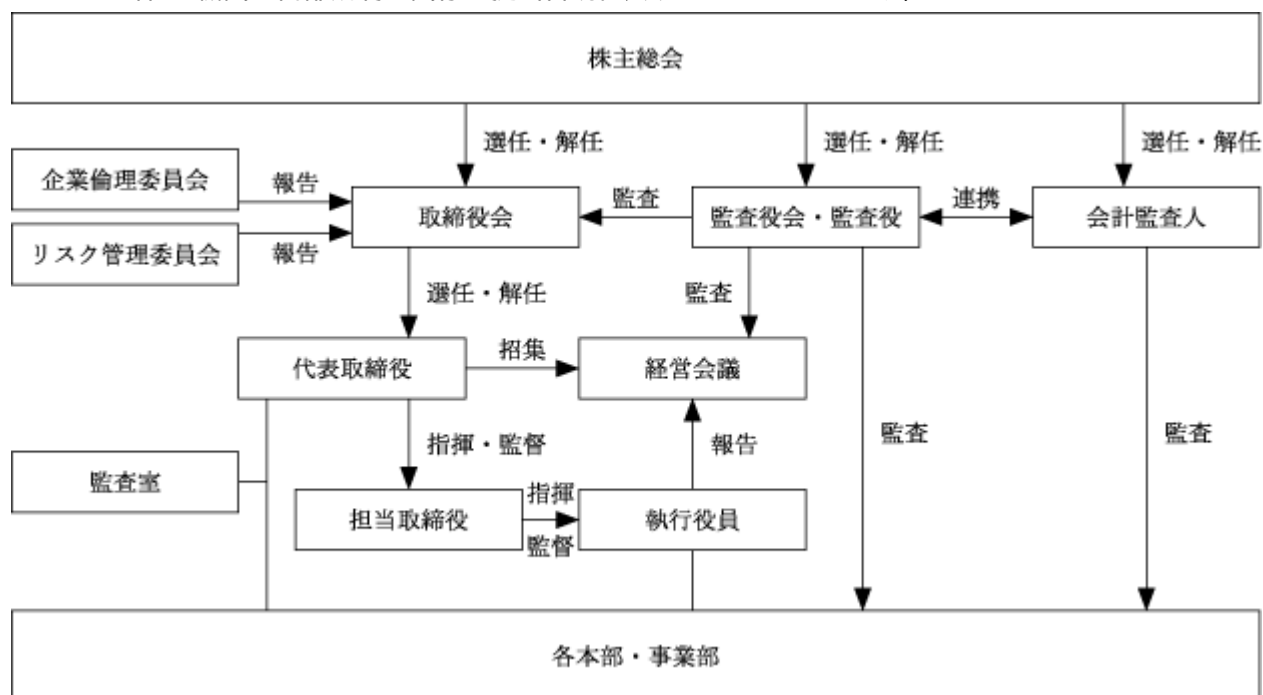 株主総会
選任・解任
選任・解任
選任・解任
企業倫理委員会
報告
取締役会
監査
監査役会・監査役
連携
会計監査人
リスク管理委員会
報告
選任・解任
監査
代表取締役
招集
経営会議
指揮・監督
報告
監査
監査
監査室
担当取締役
指揮
監督
執行役員
各本部・事業部